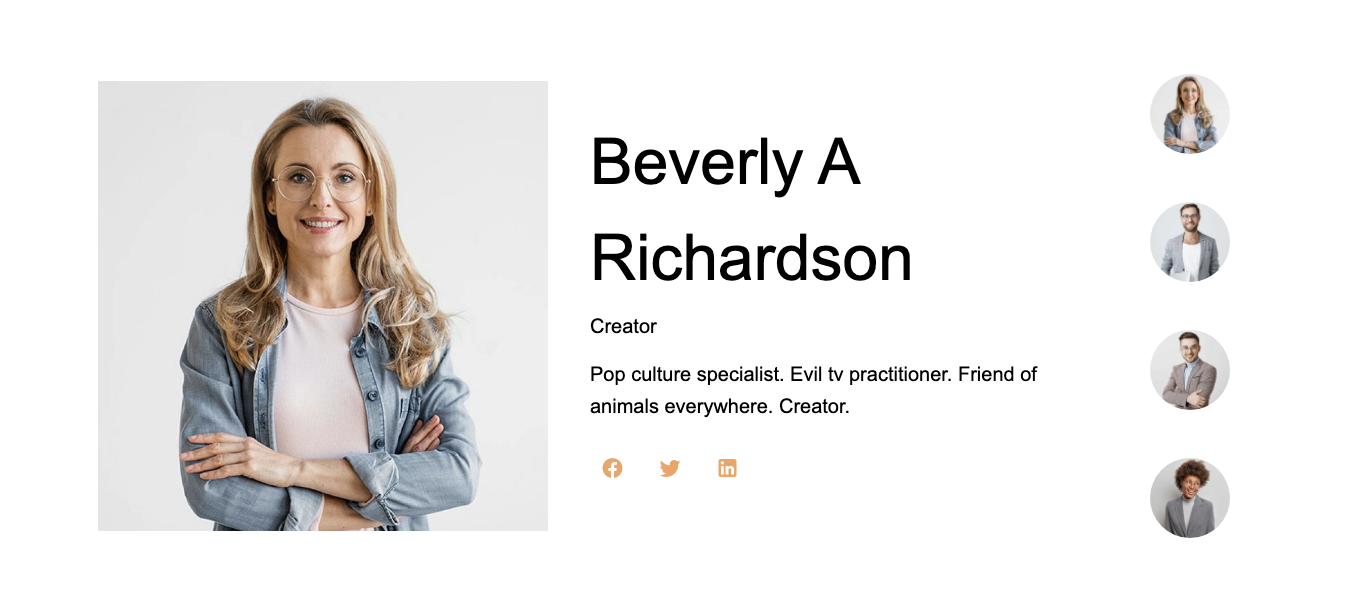 Beverly A
Richardson
Creator
Pop culture specialist. Evil tv practitioner. Friend of
animals everywhere. Creator.